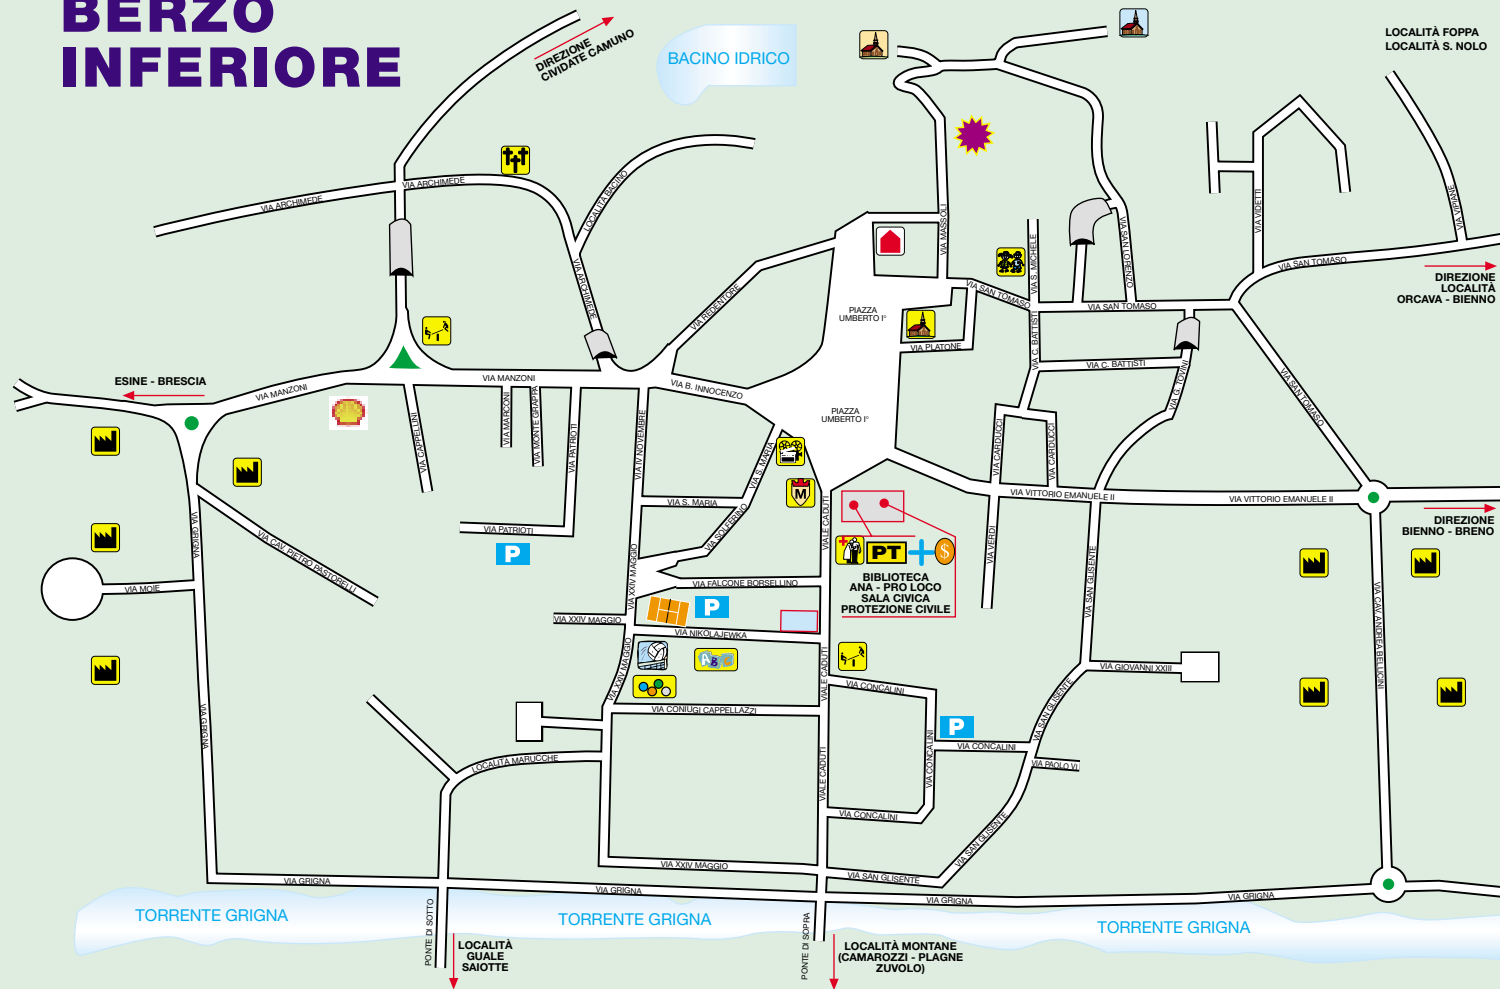 BERZO
INFERIORE
DIREZIONE
CIVIDATE CAMUNO
BACINO IDRICO
LOCALITÀ FOPPA
LOCALITÀ S. NOLO
VIA ARCHIMEDE
VIA ARCHIMEDE
LOCALITÀ BACINO
VIA ARCHIMEDE
VIA MASSOLI
VIA S. MICHELE
VIA SAN LORENZO
VIA VIDETTI
VIA VIRIANE
VIA SAN TOMASO
DIREZIONE
LOCALITÀ
ORCAVA - BIENNO
VIA REDENTORE
PIAZZA
UMBERTO I°
VIA SAN TOMASO
VIA SAN TOMASO
VIA PLATONE
VIA C. BATTISTI
VIA C. BATTISTI
VIA G. TOVINI
VIA SAN TOMASO
ESINE - BRESCIA
VIA MANZONI
VIA MANZONI
VIA B. INNOCENZO
VIA CAPPELLINI
VIA MARCONI
VIA MONTE GRAPPA
VIA PATRIOTI
VIA IV NOVEMBRE
PIAZZA
UMBERTO I°
VIA S. MARIA
M
VIA CARDUCCI
VIA CARDUCCI
VIA VITTORIO EMANUELE II
VIA VITTORIO EMANUELE II
DIREZIONE
BIENNO - BRENO
VIA S. MARIA
VIA SOLFERINO
VIALE CADUTI
VIA PATRIOTI
P
VIA GRIGNA
VIA CAV. PIETRO PASTORELLI
VIA MOIE
VIA XXIV MAGGIO
VIA FALCONE BORSELLINO
PT
$
BIBLIOTECA
ANA - PRO LOCO
SALA CIVICA
PROTEZIONE CIVILE
VIA VERDI
VIA SAN GLISENTE
VIA CAV. ANDREA BELLICINI
P
VIA XXIV MAGGIO
VIA NIKOLAJEWKA
VIA XXIV MAGGIO
VIALE CADUTI
VIA CONCALINI
VIA GIOVANNI XXIII
VIA CONIUGI CAPPELLAZZI
VIA SAN GLISENTE
P
VIA GRIGNA
VIA CONCALINI
VIA CONCALINI
VIA PAOLO VI
LOCALITÀ MARUCCHE
VIALE CADUTI
VIA CONCALINI
VIA SAN GLISENTE
VIA XXIV MAGGIO
VIA SAN GLISENTE
VIA GRIGNA
VIA GRIGNA
VIA GRIGNA
VIA GRIGNA
TORRENTE GRIGNA
TORRENTE GRIGNA
TORRENTE GRIGNA
PONTE DI SOTTO
LOCALITÀ
GUALE
SAIOTTE
PONTE DI SOPRA
LOCALITÀ MONTANE
(CAMAROZZI - PLAGNE
ZUVOLO)